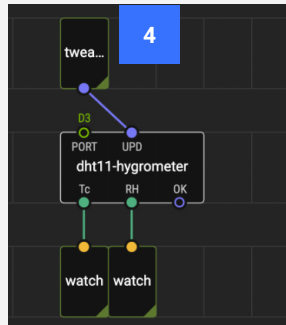 4
twea...
D3
PORT UPD
dht11-hygrometer
Tc RH OK
watch watch